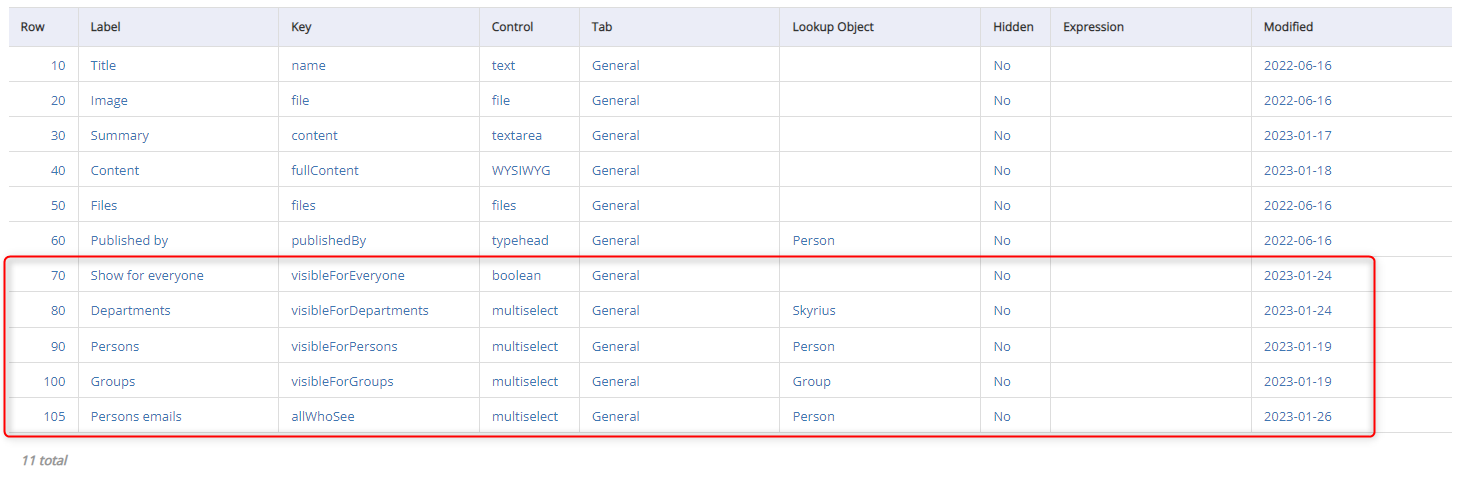 Row Label Key Control Tab Lookup Object Hidden Expression Modified
10 Title name text General No 2022-06-16
20 Image file file General No 2022-06-16
30 Summary content textarea General No 2023-01-17
40 Content fullContent WYSIWYG General No 2023-01-18
50 Files files files General No 2022-06-16
60 Published by publishedBy typehead General Person No 2022-06-16
70 Show for everyone visibleForEveryone boolean General No 2023-01-24
80 Departments visibleForDepartments multiselect General Skyrius No 2023-01-24
90 Persons visibleForPersons multiselect General Person No 2023-01-19
100 Groups visibleForGroups multiselect General Group No 2023-01-19
105 Persons emails allWhoSee multiselect General Person No 2023-01-26
11 total